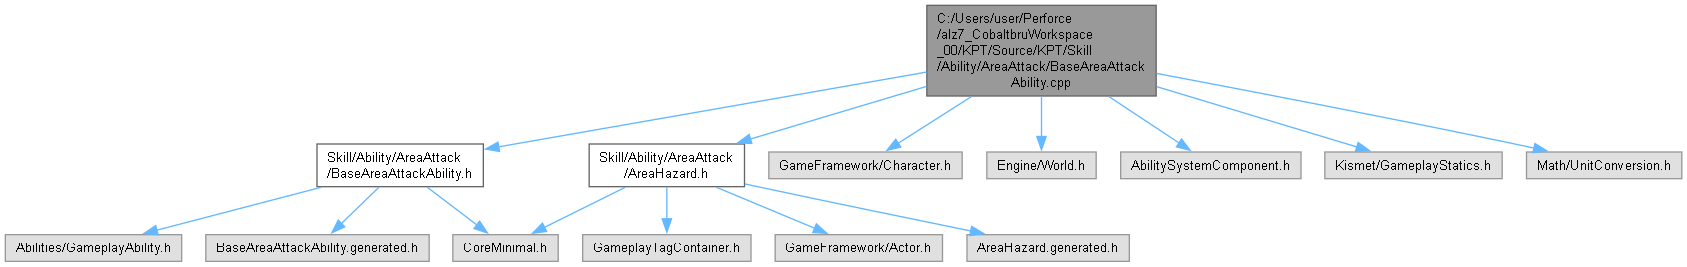 C:/Users/user/Perforce
/alz7_CobaltbruWorkspace
_00/KPT/Source/KPT/Skill
/Ability/AreaAttack/BaseAreaAttack
Ability.cpp
Skill/Ability/AreaAttack
/BaseAreaAttackAbility.h
Skill/Ability/AreaAttack
/AreaHazard.h
GameFramework/Character.h
Engine/World.h
AbilitySystemComponent.h
Kismet/GameplayStatics.h
Math/UnitConversion.h
Abilities/GameplayAbility.h
BaseAreaAttackAbility.generated.h
CoreMinimal.h
GameplayTagContainer.h
GameFramework/Actor.h
AreaHazard.generated.h